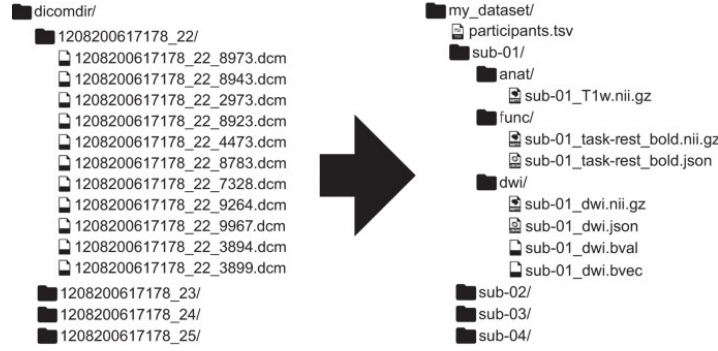 dicomdir/
1208200617178_22/
1208200617178_22_8973.dcm
1208200617178_22_8943.dcm
1208200617178_22_2973.dcm
1208200617178_22_8923.dcm
1208200617178_22_4473.dcm
1208200617178_22_8783.dcm
1208200617178_22_7328.dcm
1208200617178_22_9264.dcm
1208200617178_22_9967.dcm
1208200617178_22_3894.dcm
1208200617178_22_3899.dcm
1208200617178_23/
1208200617178_24/
1208200617178_25/
my_dataset/
participants.tsv
sub-01/
anat/
sub-01_T1w.nii.gz
func/
sub-01_task-rest_bold.nii.gz
sub-01_task-rest_bold.json
dwi/
sub-01_dwi.nii.gz
sub-01_dwi.json
sub-01_dwi.bval
sub-01_dwi.bvec
sub-02/
sub-03/
sub-04/